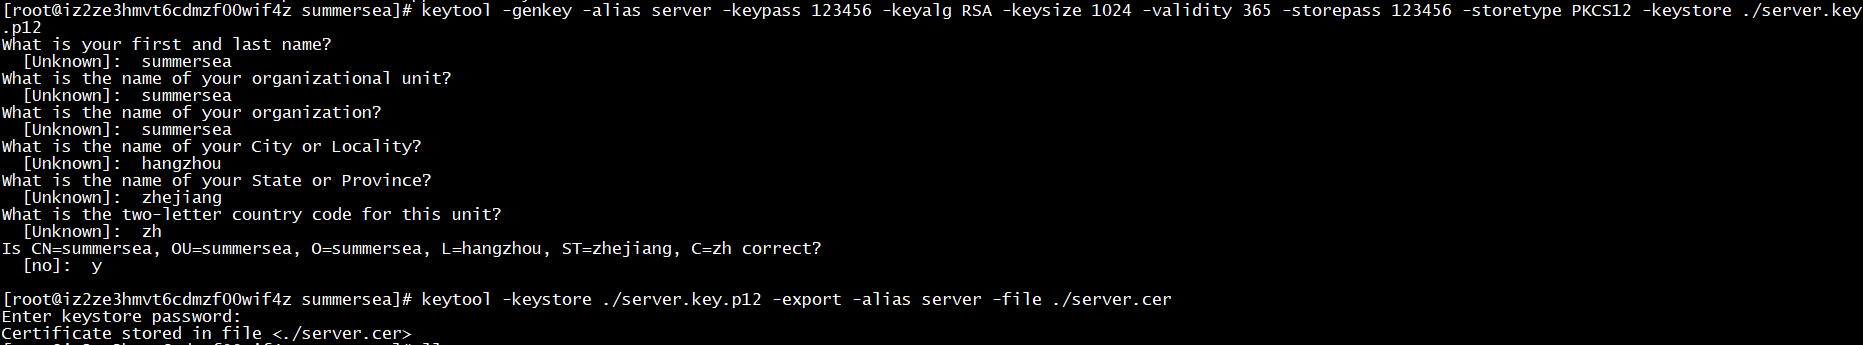 [root@iz2ze3hmvt6cdmzf00wif4z summersea]# keytool -genkey -alias server -keypass 123456 -keyalg RSA -keysize 1024 -validity 365 -storepass 123456 -storetype PKCS12 -keystore ./server.key
.p12
What is your first and last name?
  [Unknown]:  summersea
What is the name of your organizational unit?
  [Unknown]:  summersea
What is the name of your organization?
  [Unknown]:  summersea
What is the name of your City or Locality?
  [Unknown]:  hangzhou
What is the name of your State or Province?
  [Unknown]:  zhejiang
What is the two-letter country code for this unit?
  [Unknown]:  zh
Is CN=summersea, OU=summersea, O=summersea, L=hangzhou, ST=zhejiang, C=zh correct?
  [no]:  y
[root@iz2ze3hmvt6cdmzf00wif4z summersea]# keytool -keystore ./server.key.p12 -export -alias server -file ./server.cer
Enter keystore password:
Certificate stored in file <./server.cer>